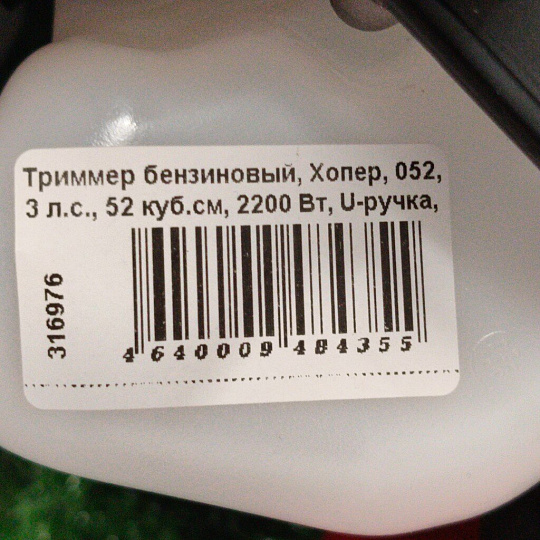 Триммер бензиновый, Хопер, 052,
3 л.с., 52 куб.см, 2200 Вт, U-ручка,
316976
4 640009 484355